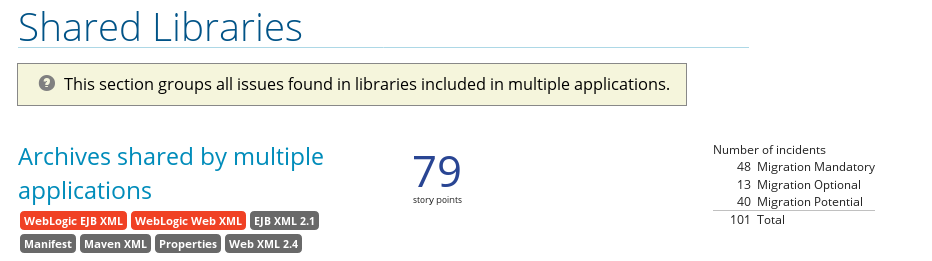 Shared Libraries
This section groups all issues found in libraries included in multiple applications.
Archives shared by multiple
applications
WebLogic EJB XML WebLogic Web XML EJB XML 2.1
Manifest Maven XML Properties Web XML 2.4
79
story points
Number of incidents
48 Migration Mandatory
13 Migration Optional
40 Migration Potential
101 Total